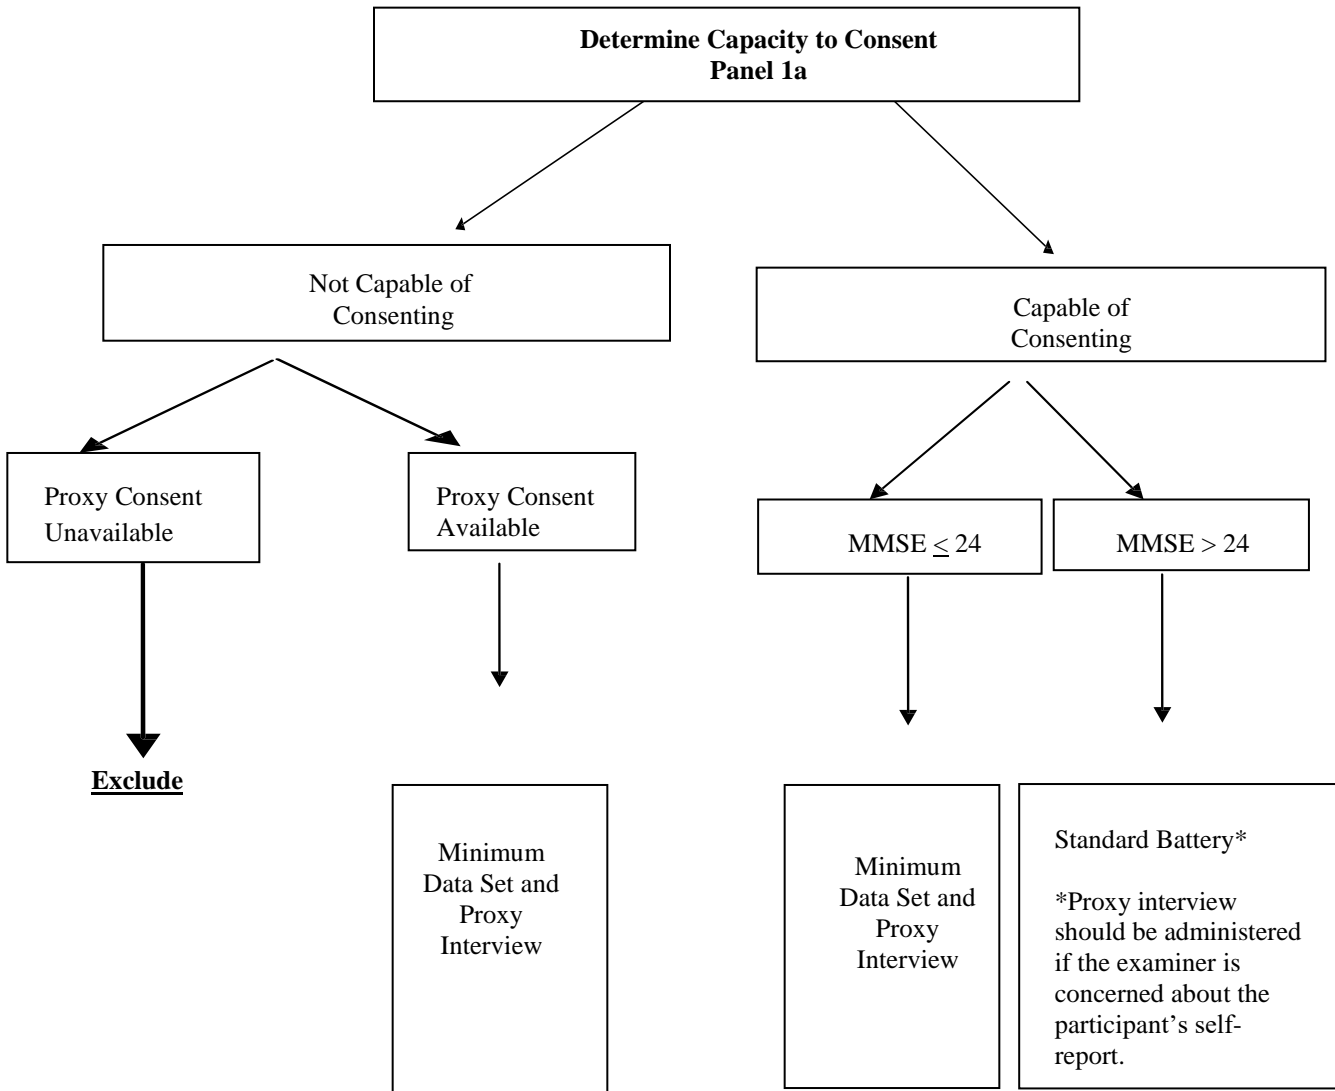 Determine Capacity to Consent
Panel 1a
Not Capable of
Consenting
Capable of
Consenting
Proxy Consent
Unavailable
Proxy Consent
Available
MMSE ≤ 24
MMSE > 24
Exclude
Minimum
Data Set and
Proxy
Interview
Minimum
Data Set and
Proxy
Interview
Standard Battery*
*Proxy interview
should be administered
if the examiner is
concerned about the
participant’s self-
report.